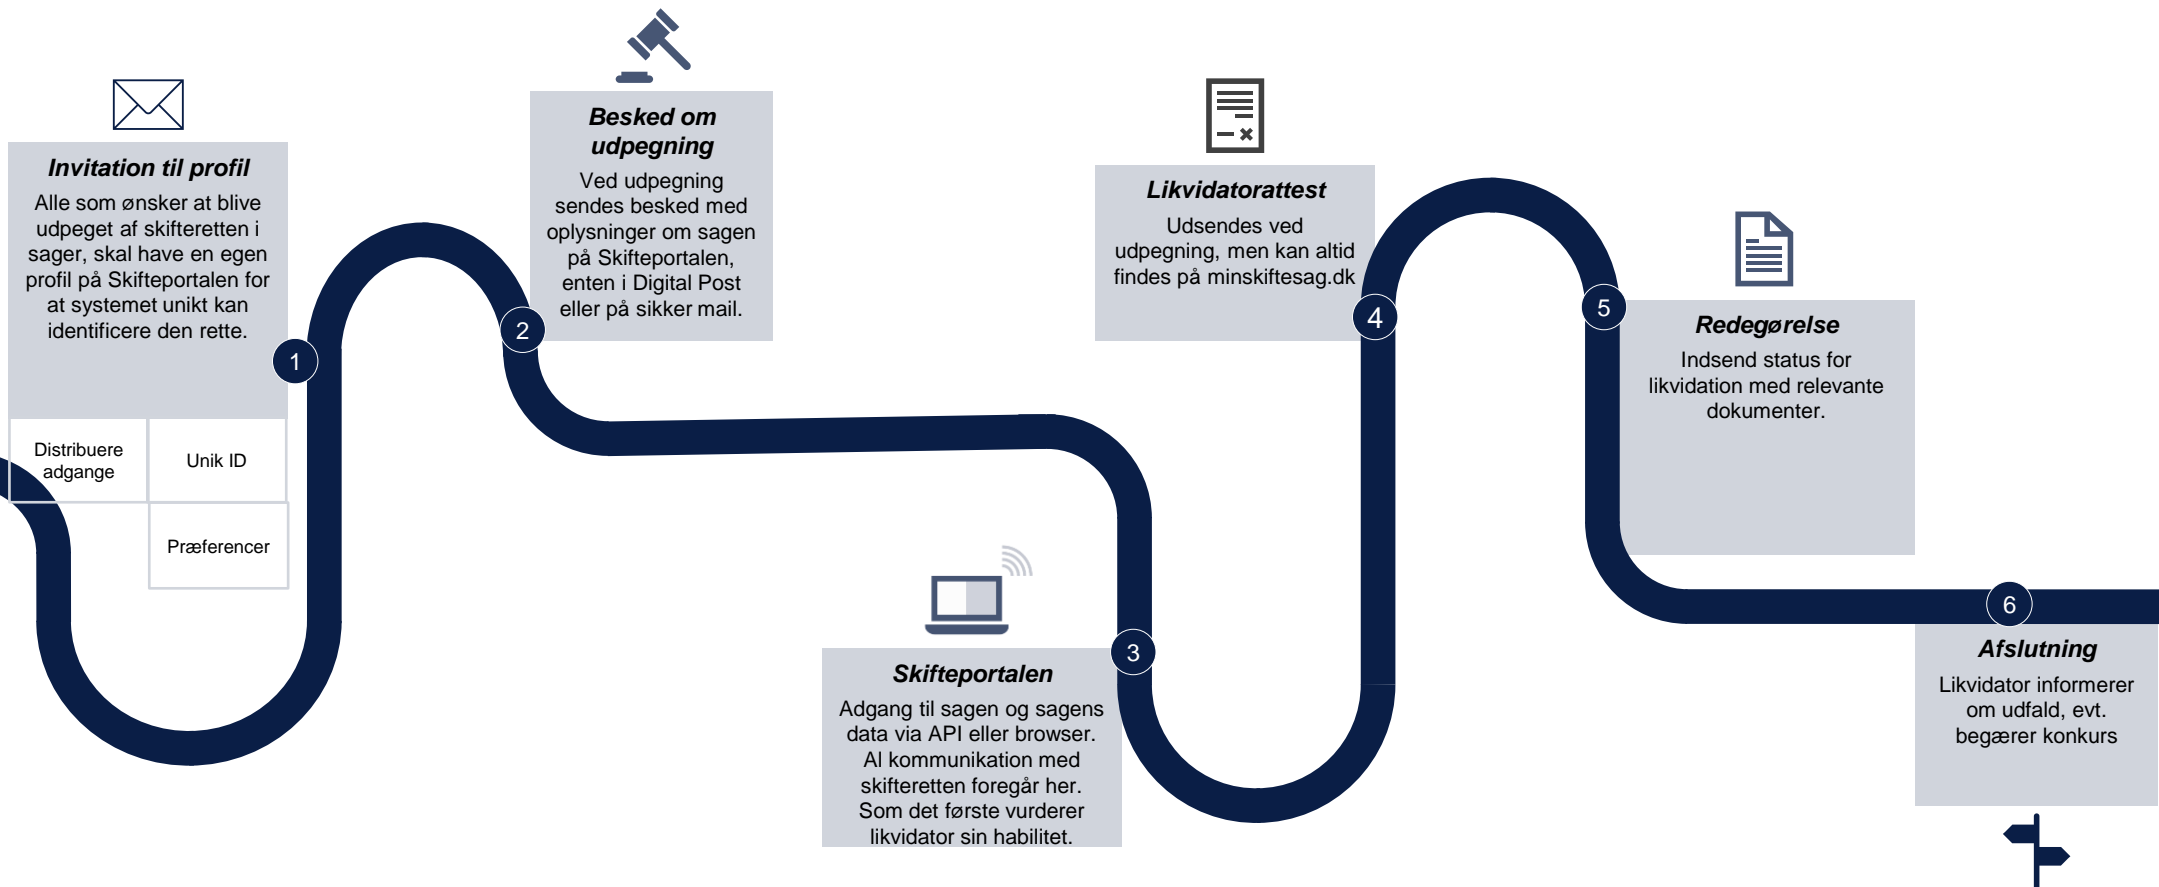 Invitation til profil
Alle som ønsker at blive
udpeget af skifteretten i
sager, skal have en egen
profil på Skifteportalen for
at systemet unikt kan
identificere den rette.
1
Distribuere
adgange
Unik ID
Præferencer
Besked om
udpegning
Ved udpegning
sendes besked med
oplysninger om sagen
på Skifteportalen,
enten i Digital Post
eller på sikker mail.
2
Skifteportalen
Adgang til sagen og sagens
data via API eller browser.
Al kommunikation med
skifteretten foregår her.
Som det første vurderer
likvidator sin habilitet.
3
Likvidatorattest
Udsendes ved
udpegning, men kan altid
findes på minskiftesag.dk
4
5
Redegørelse
Indsend status for
likvidation med relevante
dokumenter.
6
Afslutning
Likvidator informerer
om udfald, evt.
begærer konkurs